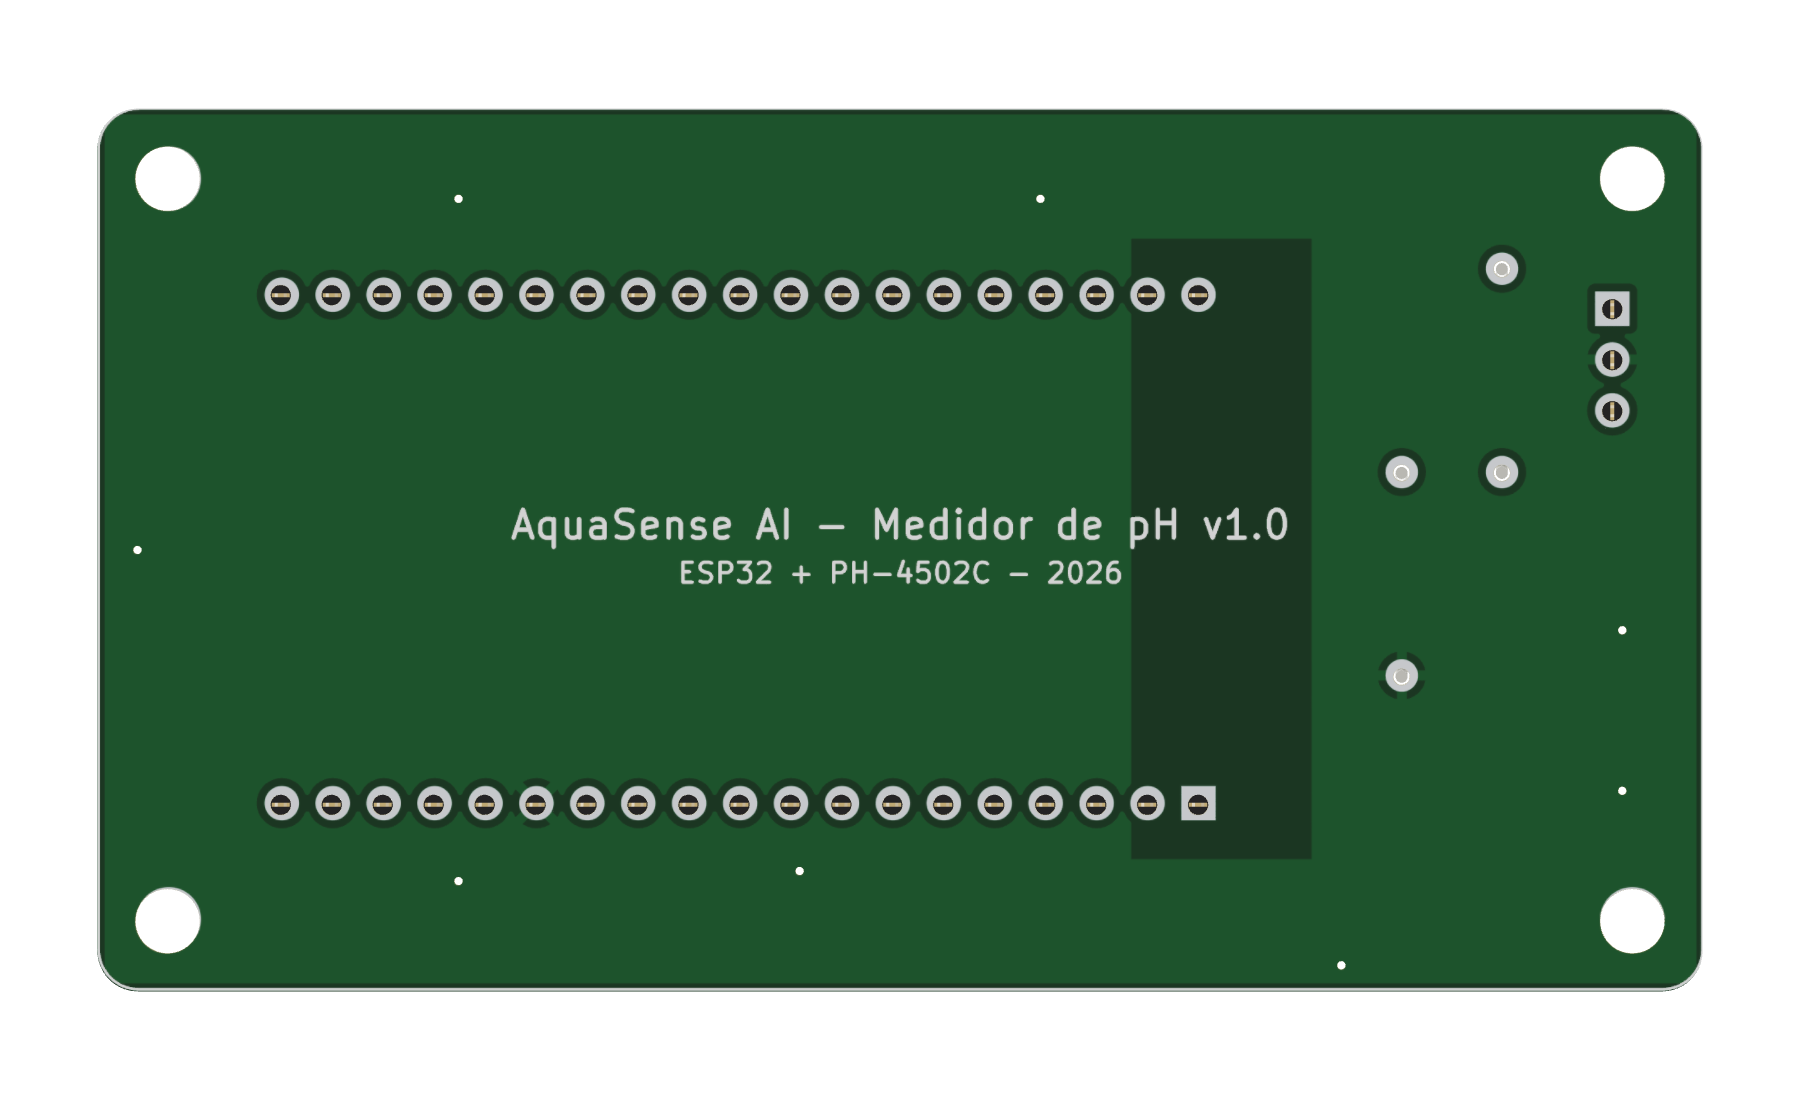 AquaSense AI – Medidor de pH v1.0
ESP32 + PH-4502C – 2026